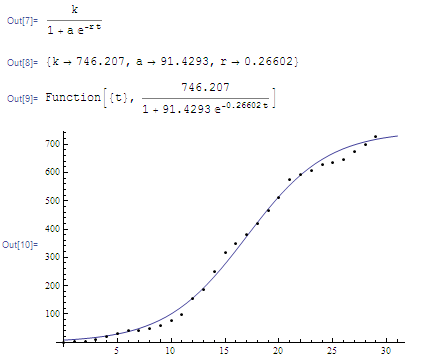 Out[7]= k
1 + a e^-r t
Out[8]= {k → 746.207, a → 91.4293, r → 0.26602}
Out[9]= Function[{t}, 746.207
1 + 91.4293 e^-0.26602 t]
700
600
500
400
Out[10]=
300
200
100
5 10 15 20 25 30